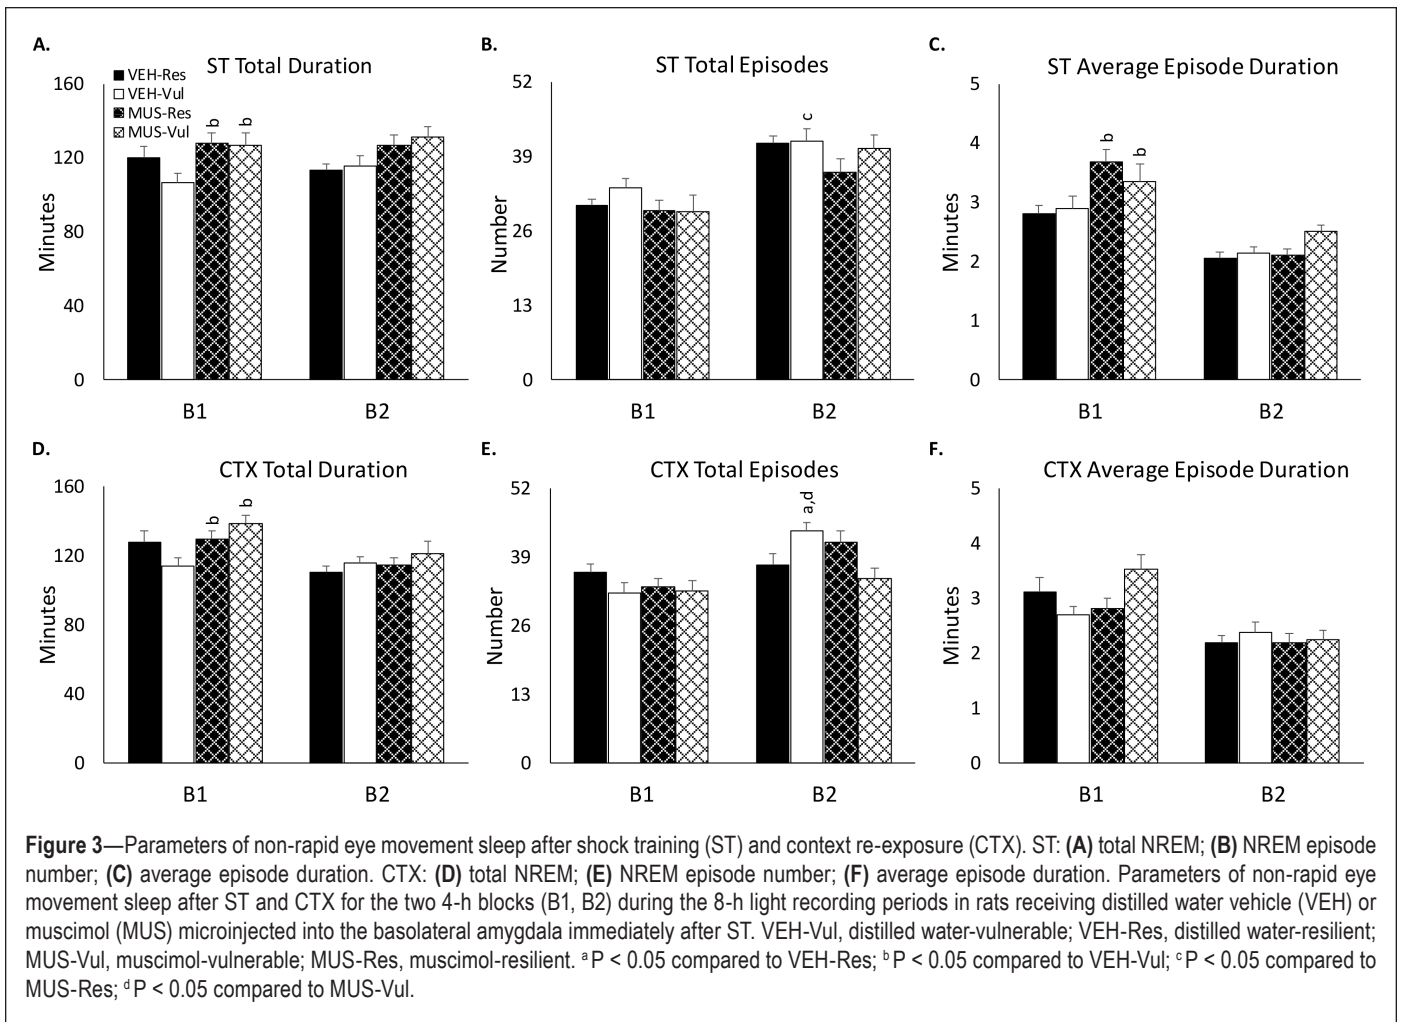 A.
ST Total Duration
VEH-Res
VEH-Vul
MUS-Res
MUS-Vul
b
b
160
120
80
40
0
Minutes
B1
B2
B.
ST Total Episodes
c
52
39
26
13
0
Number
B1
B2
C.
ST Average Episode Duration
b
b
5
4
3
2
1
0
Minutes
B1
B2
D.
CTX Total Duration
b
b
160
120
80
40
0
Minutes
B1
B2
E.
CTX Total Episodes
a,d
52
39
26
13
0
Number
B1
B2
F.
CTX Average Episode Duration
5
4
3
2
1
0
Minutes
B1
B2
Figure 3—Parameters of non-rapid eye movement sleep after shock training (ST) and context re-exposure (CTX). ST: (A) total NREM; (B) NREM episode
number; (C) average episode duration. CTX: (D) total NREM; (E) NREM episode number; (F) average episode duration. Parameters of non-rapid eye
movement sleep after ST and CTX for the two 4-h blocks (B1, B2) during the 8-h light recording periods in rats receiving distilled water vehicle (VEH) or
muscimol (MUS) microinjected into the basolateral amygdala immediately after ST. VEH-Vul, distilled water-vulnerable; VEH-Res, distilled water-resilient;
MUS-Vul, muscimol-vulnerable; MUS-Res, muscimol-resilient. a P < 0.05 compared to VEH-Res; b P < 0.05 compared to VEH-Vul; c P < 0.05 compared to
MUS-Res; d P < 0.05 compared to MUS-Vul.